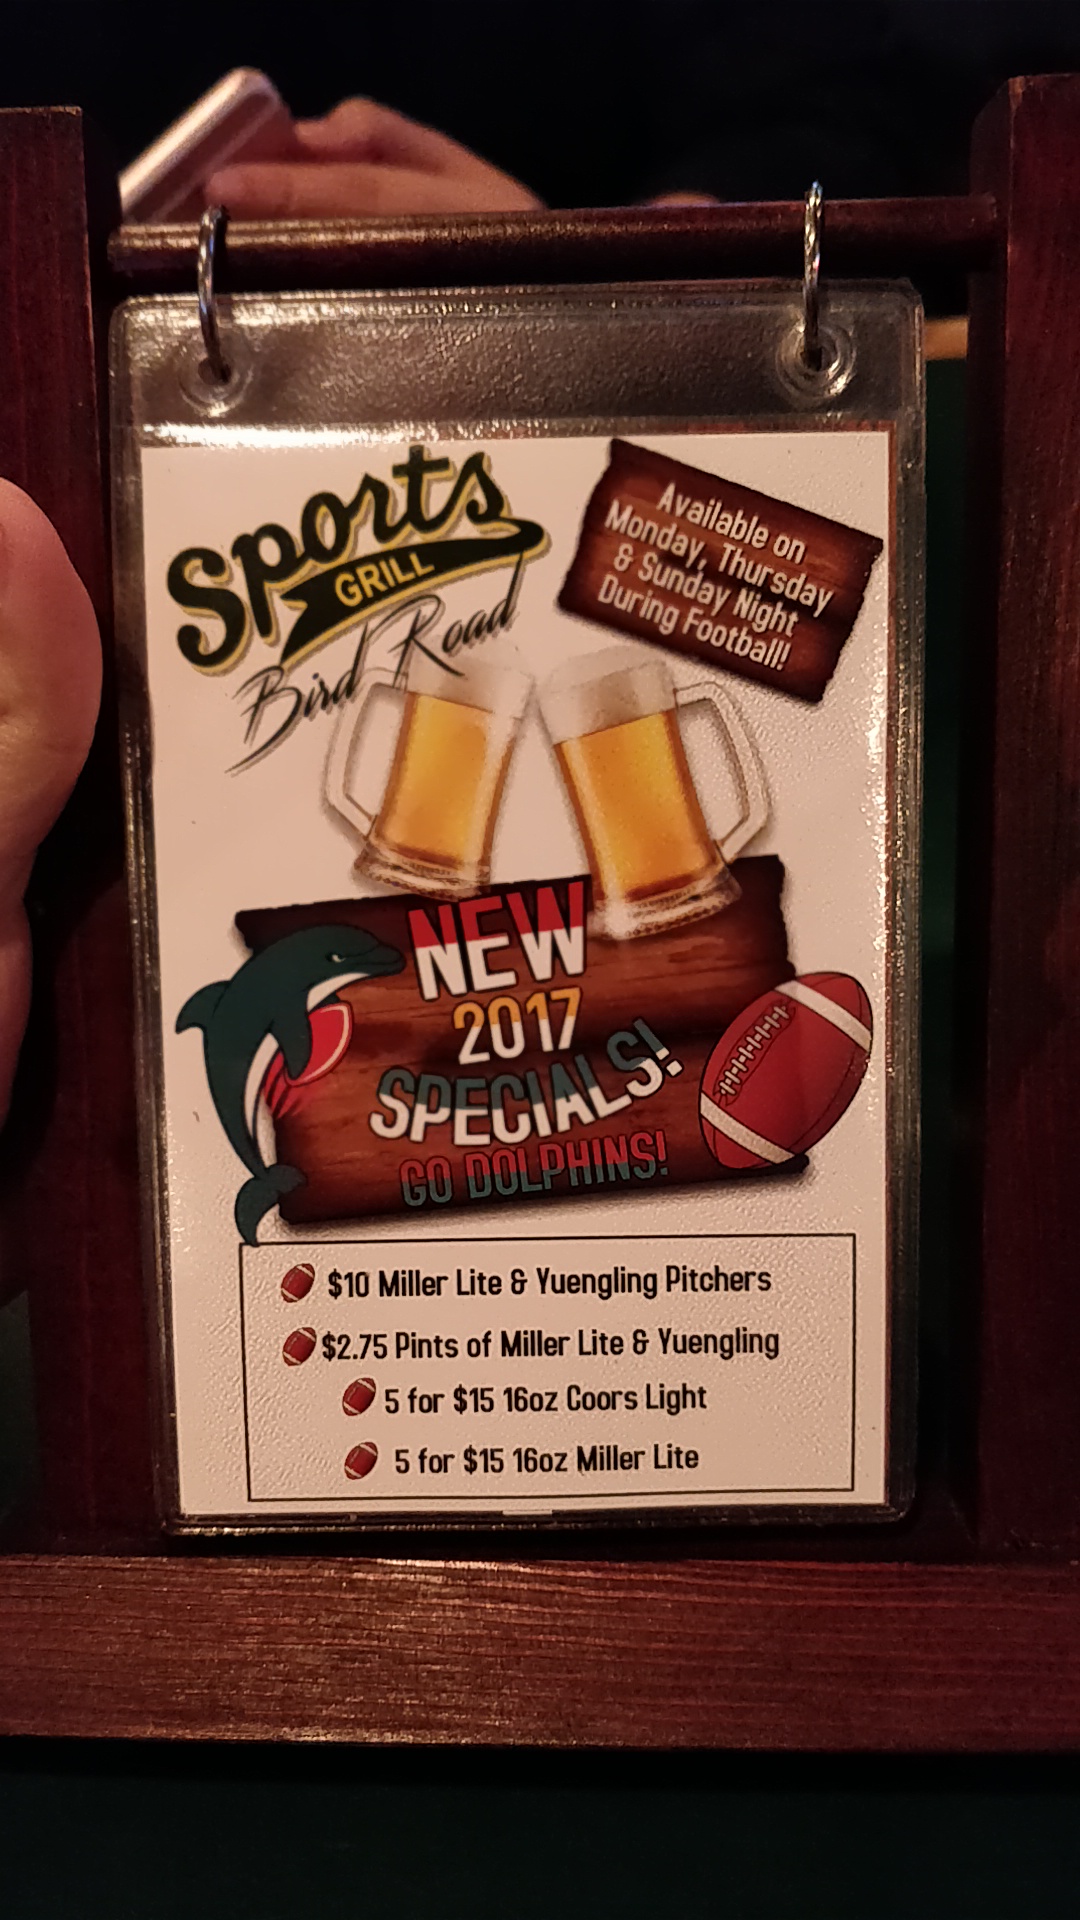 Sports
GRILL
Bird Road
Available on
Monday, Thursday
& Sunday Night
During Football!
NEW
2017
SPECIALS!
GO DOLPHINS!
$10 Miller Lite & Yuengling Pitchers
$2.75 Pints of Miller Lite & Yuengling
5 for $15 16oz Coors Light
5 for $15 16oz Miller Lite